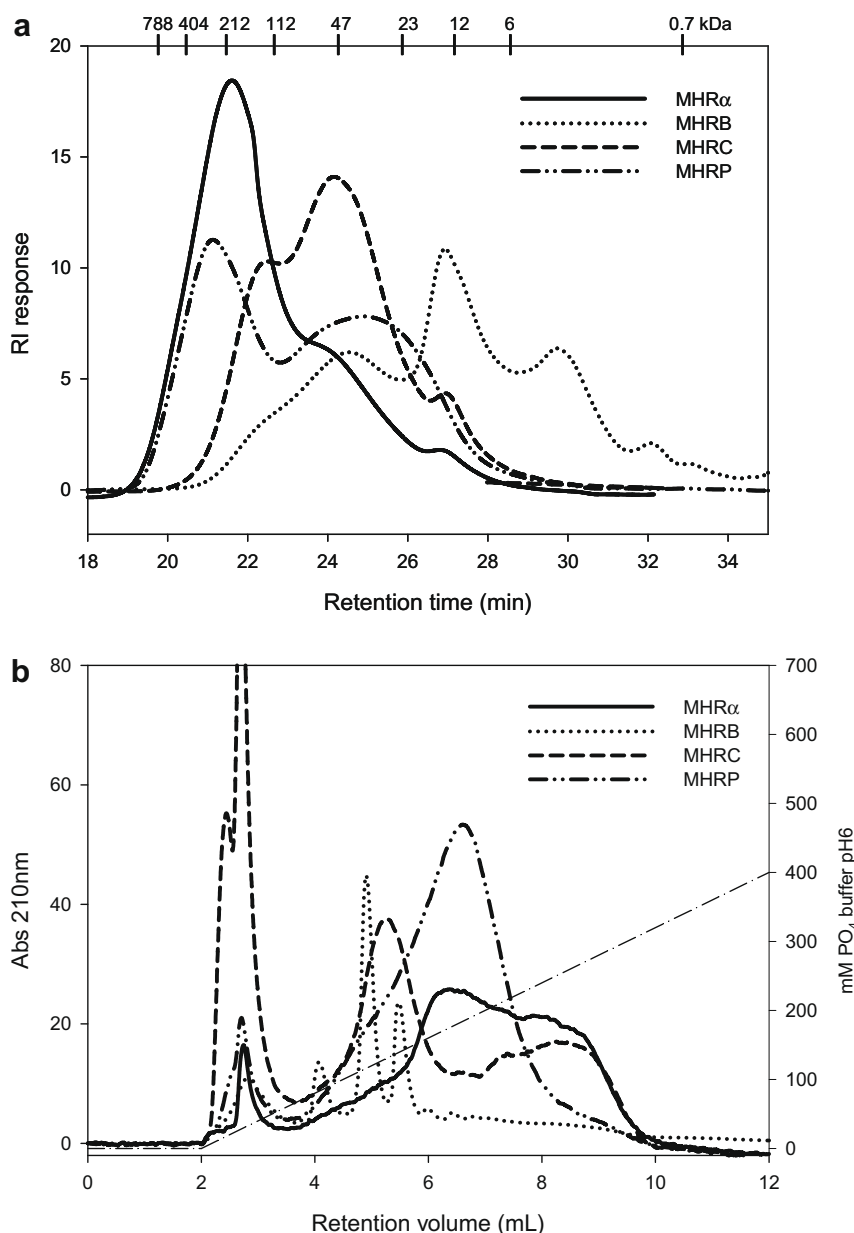 a
788 404 212 112 47 23 12 6 0.7 kDa
20
15
10
5
0
RI response
MHRα
MHRB
MHRC
MHRP
18 20 22 24 26 28 30 32 34
Retention time (min)
b
80
60
40
20
0
Abs 210nm
MHRα
MHRB
MHRC
MHRP
700
600
500
400
300
200
100
0
mM PO₄ buffer pH6
0 2 4 6 8 10 12
Retention volume (mL)